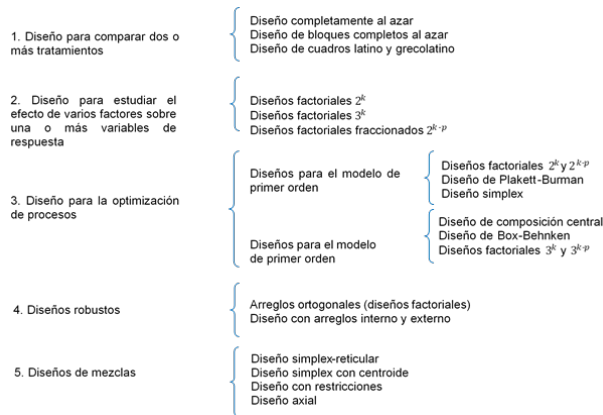 1. Diseño para comparar dos o
más tratamientos
Diseño completamente al azar
Diseño de bloques completos al azar
Diseño de cuadros latino y grecolatino
2. Diseño para estudiar el
efecto de varios factores sobre
una o más variables de
respuesta
Diseños factoriales 2^k
Diseños factoriales 3^k
Diseños factoriales fraccionados 2^{k-p}
3. Diseño para la optimización
de procesos
Diseños para el modelo de
primer orden
Diseños factoriales 2^k y 2^{k-p}
Diseño de Plakett-Burman
Diseño simplex
Diseños para el modelo
de primer orden
Diseño de composición central
Diseño de Box-Behnken
Diseños factoriales 3^k y 3^{k-p}
4. Diseños robustos
Arreglos ortogonales (diseños factoriales)
Diseño con arreglos interno y externo
5. Diseños de mezclas
Diseño simplex-reticular
Diseño simplex con centroide
Diseño con restricciones
Diseño axial